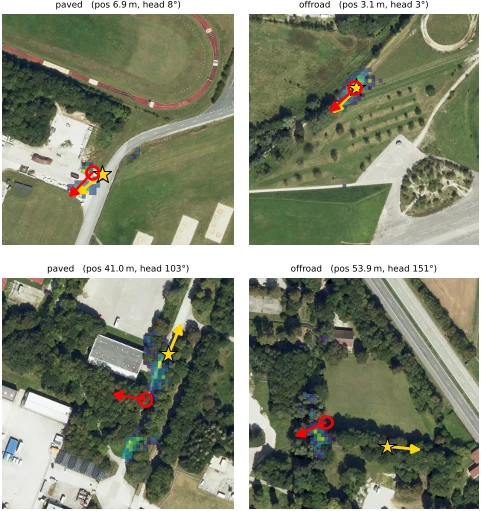 paved (pos 6.9 m, head 8°)
offroad (pos 3.1 m, head 3°)
paved (pos 41.0 m, head 103°)
offroad (pos 53.9 m, head 151°)